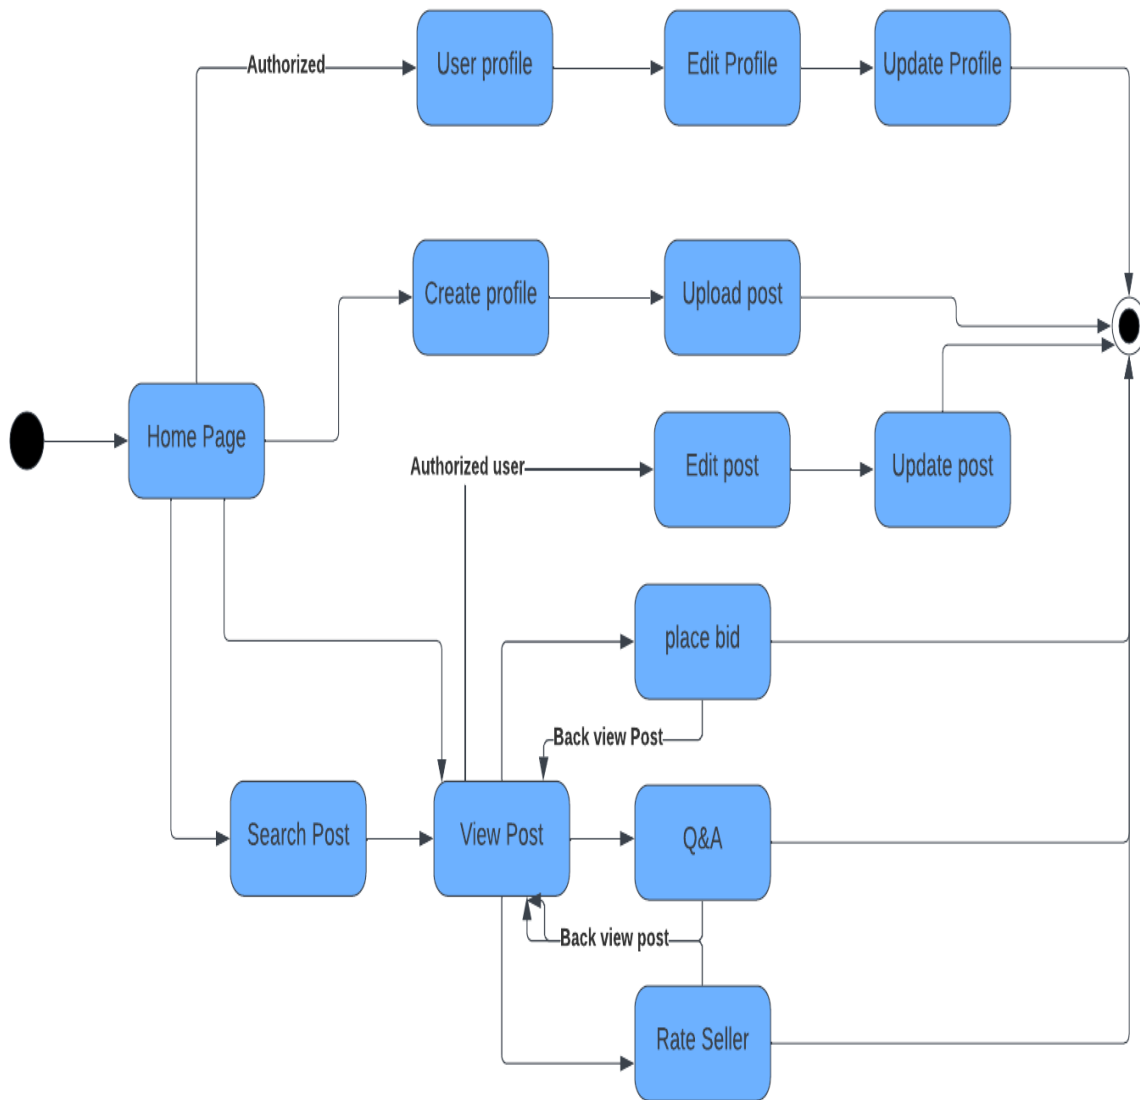 Authorized
User profile
Edit Profile
Update Profile
Create profile
Upload post
Home Page
Authorized user
Edit post
Update post
place bid
Back view Post
Search Post
View Post
Q&A
Back view post
Rate Seller